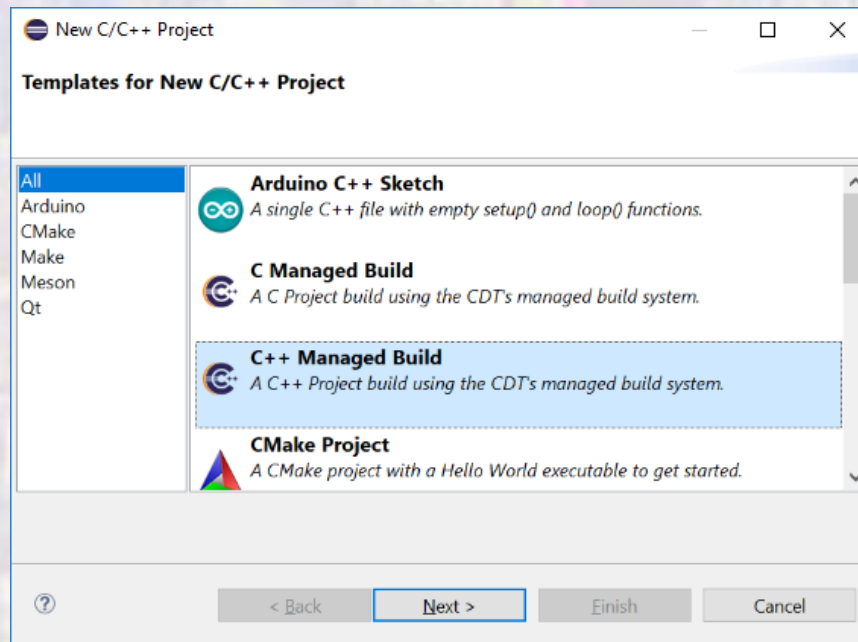 New C/C++ Project
Templates for New C/C++ Project
All
Arduino
CMake
Make
Meson
Qt
Arduino C++ Sketch
A single C++ file with empty setup() and loop() functions.
C Managed Build
A C Project build using the CDT's managed build system.
C++ Managed Build
A C++ Project build using the CDT's managed build system.
CMake Project
A CMake project with a Hello World executable to get started.
< Back
Next >
Finish
Cancel